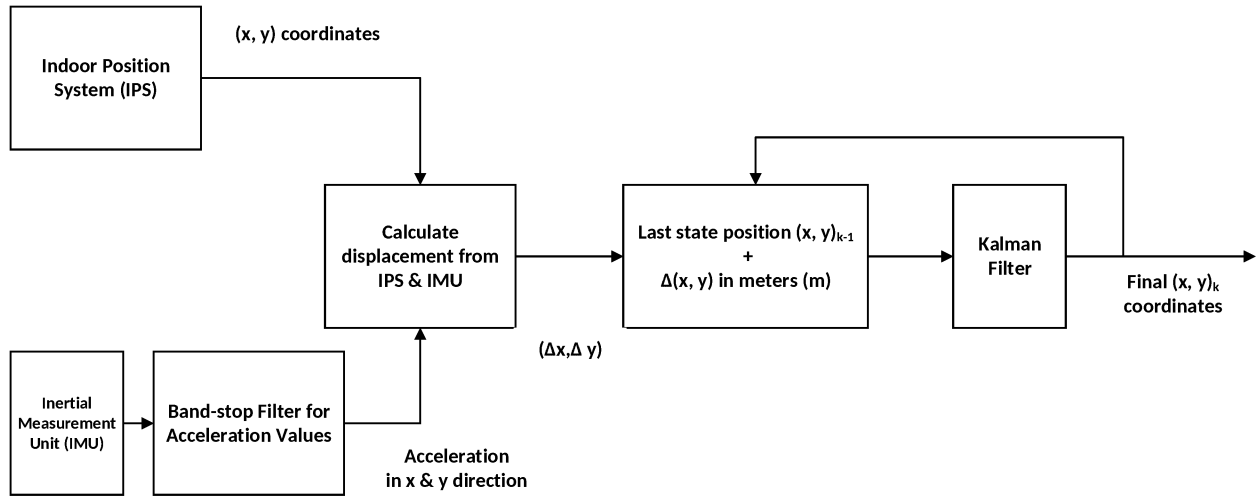 (x, y) coordinates
Indoor Position
System (IPS)
Calculate
displacement from
IPS & IMU
Last state position (x, y)k-1
+
Δ(x, y) in meters (m)
Kalman
Filter
Final (x, y)k
coordinates
(Δx,Δ y)
Inertial
Measurement
Unit (IMU)
Band-stop Filter for
Acceleration Values
Acceleration
in x & y direction